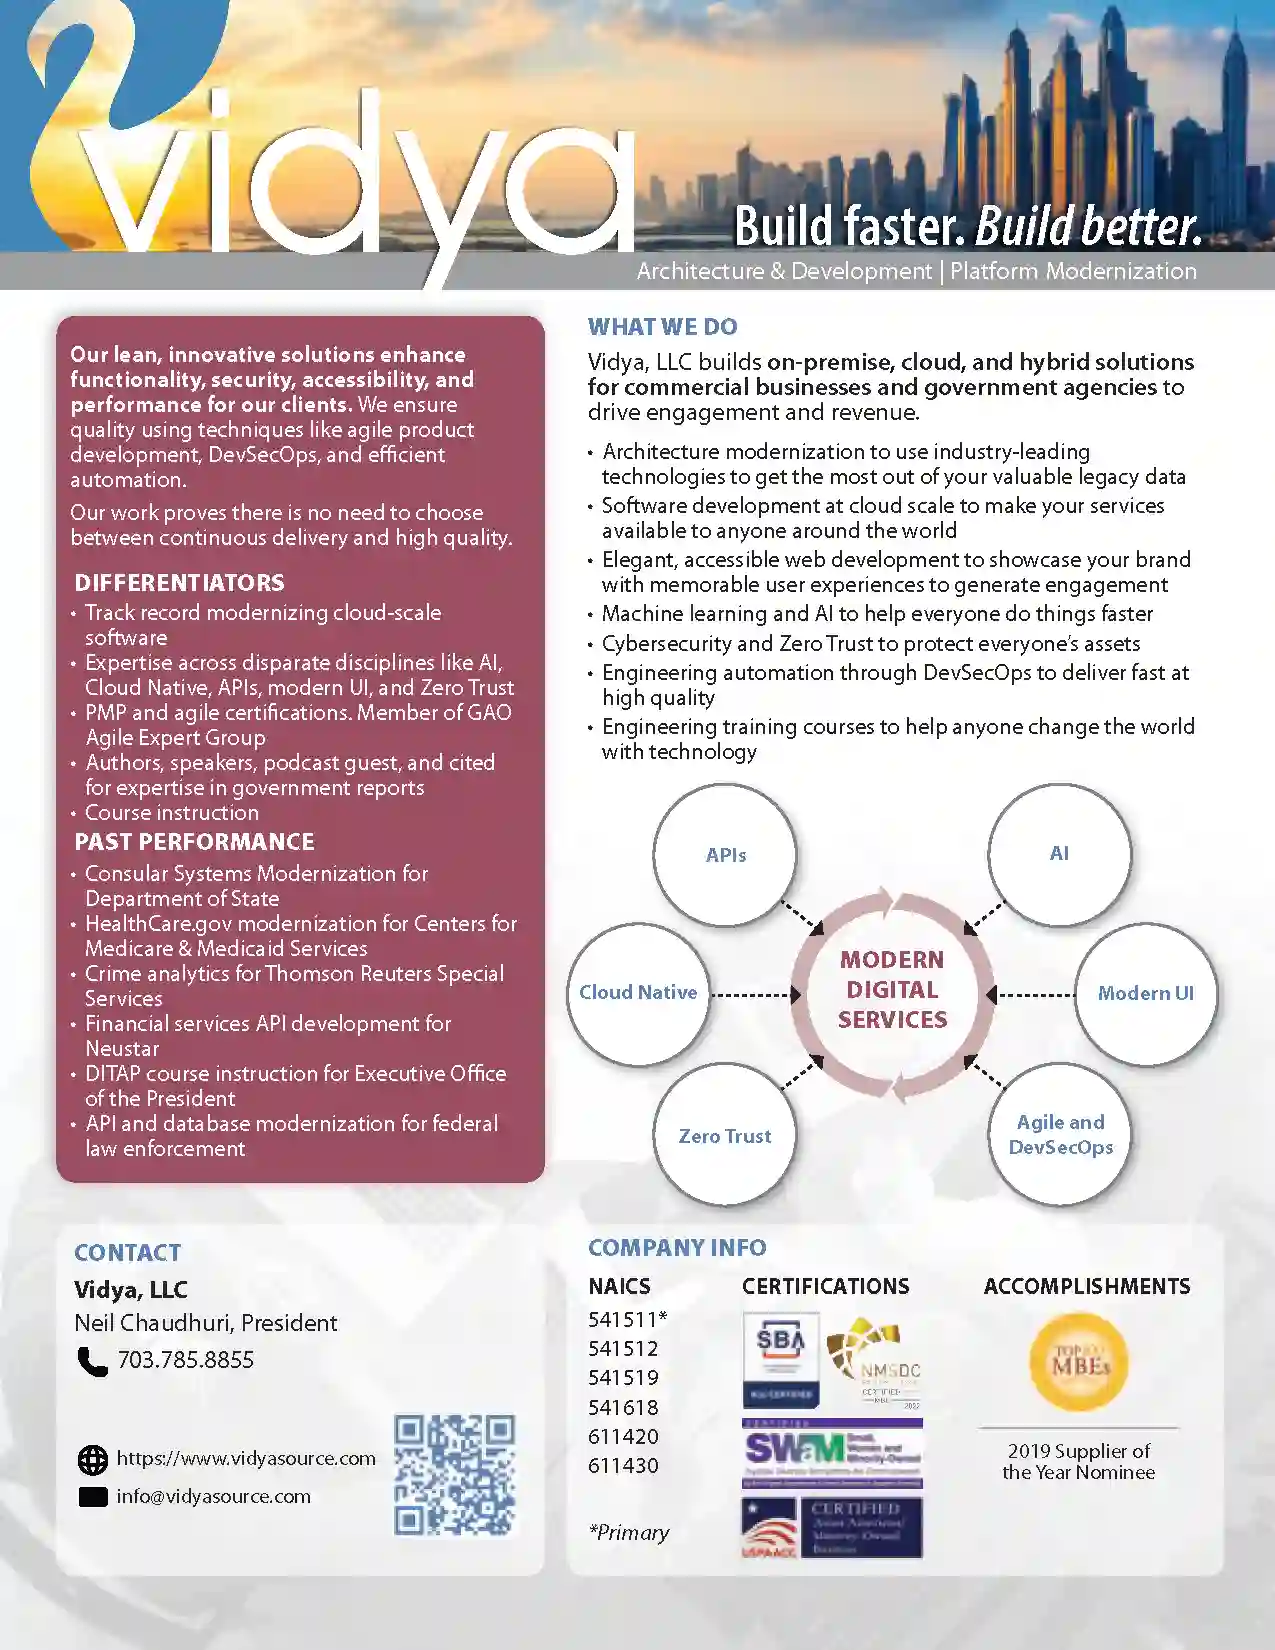 vidya
Build faster. Build better.
Architecture & Development | Platform Modernization
Our lean, innovative solutions enhance
functionality, security, accessibility, and
performance for our clients. We ensure
quality using techniques like agile product
development, DevSecOps, and efficient
automation.
Our work proves there is no need to choose
between continuous delivery and high quality.
DIFFERENTIATORS
• Track record modernizing cloud-scale
software
• Expertise across disparate disciplines like AI,
Cloud Native, APIs, modern UI, and Zero Trust
• PMP and agile certifications. Member of GAO
Agile Expert Group
• Authors, speakers, podcast guest, and cited
for expertise in government reports
• Course instruction
PAST PERFORMANCE
• Consular Systems Modernization for
Department of State
• HealthCare.gov modernization for Centers for
Medicare & Medicaid Services
• Crime analytics for Thomson Reuters Special
Services
• Financial services API development for
Neustar
• DITAP course instruction for Executive Office
of the President
• API and database modernization for federal
law enforcement
WHAT WE DO
Vidya, LLC builds on-premise, cloud, and hybrid solutions
for commercial businesses and government agencies to
drive engagement and revenue.
• Architecture modernization to use industry-leading
technologies to get the most out of your valuable legacy data
• Software development at cloud scale to make your services
available to anyone around the world
• Elegant, accessible web development to showcase your brand
with memorable user experiences to generate engagement
• Machine learning and AI to help everyone do things faster
• Cybersecurity and Zero Trust to protect everyone's assets
• Engineering automation through DevSecOps to deliver fast at
high quality
• Engineering training courses to help anyone change the world
with technology
APIs
AI
Cloud Native
MODERN
DIGITAL
SERVICES
Modern UI
Zero Trust
Agile and
DevSecOps
CONTACT
Vidya, LLC
Neil Chaudhuri, President
703.785.8855
https://www.vidyasource.com
info@vidyasource.com
COMPANY INFO
NAICS
541511*
541512
541519
541618
611420
611430
*Primary
CERTIFICATIONS
SBA
NMSDC
CERTIFIED
2022
CERTIFIED
SWaM
Small,
Women and
Minority-Owned
USPAACC
CERTIFIED
Asian American/
Minority Owned
Business
ACCOMPLISHMENTS
TOP
MBEs
2019 Supplier of
the Year Nominee